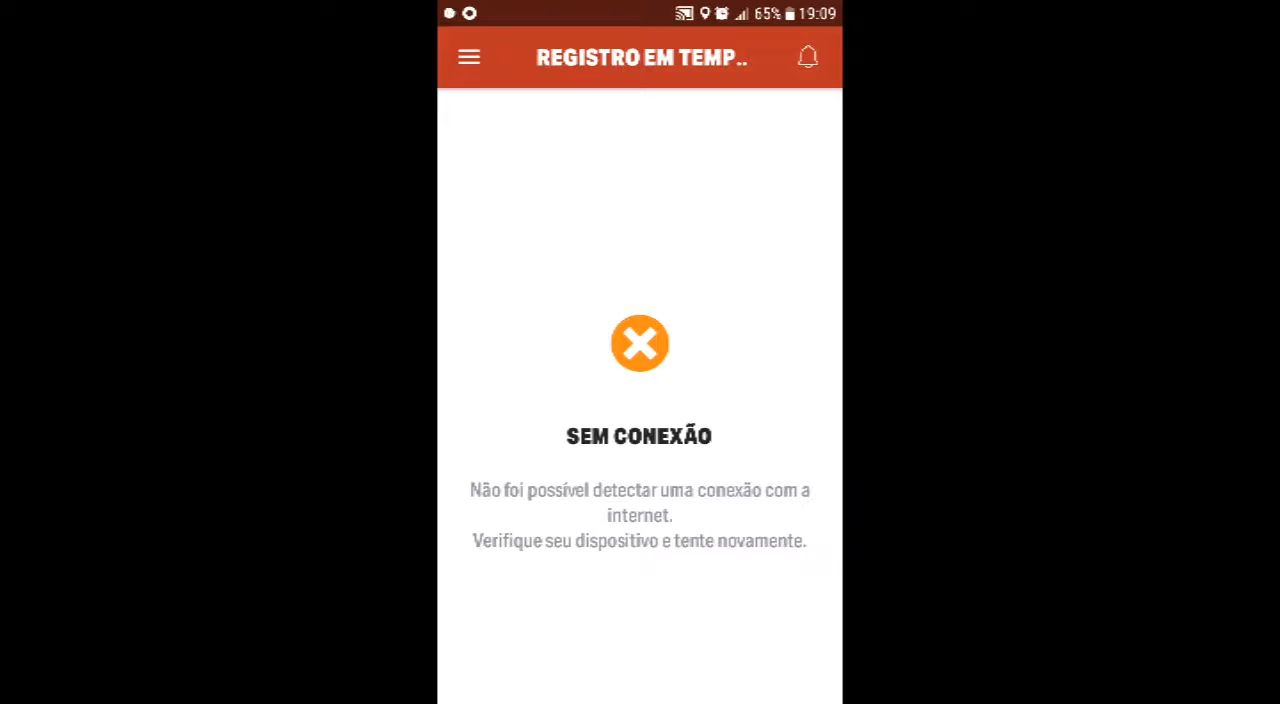 65% 19:09
REGISTRO EM TEMP..
SEM CONEXÃO
Não foi possível detectar uma conexão com a
internet.
Verifique seu dispositivo e tente novamente.